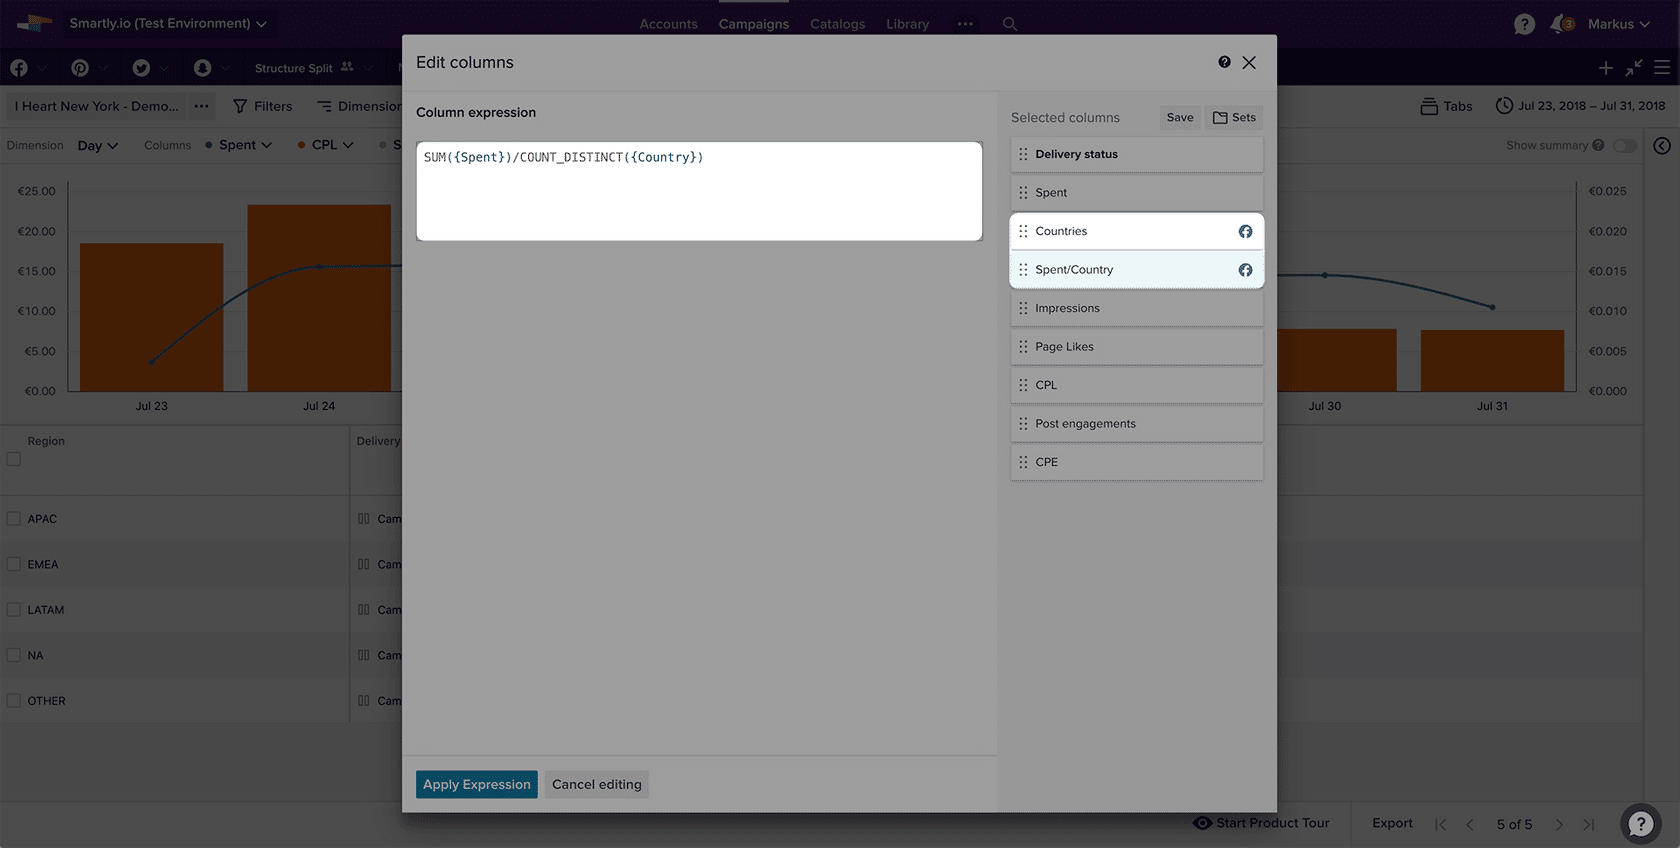 Smartly.io (Test Environment)
Accounts
Campaigns
Catalogs
Library
3
Markus
Structure Split
I Heart New York - Demo...
Filters
Dimension
Tabs
Jul 23, 2018 – Jul 31, 2018
Dimension
Day
Columns
Spent
CPL
S
Show summary
€25.00
€20.00
€15.00
€10.00
€5.00
€0.00
Jul 23
Jul 24
€0.025
€0.020
€0.015
€0.010
€0.005
€0.000
Jul 30
Jul 31
Edit columns
Column expression
SUM({Spent})/COUNT_DISTINCT({Country})
Selected columns
Save
Sets
Delivery status
Spent
Countries
Spent/Country
Impressions
Page Likes
CPL
Post engagements
CPE
Apply Expression
Cancel editing
Region
Delivery
APAC
Cam
EMEA
Cam
LATAM
Cam
NA
Cam
OTHER
Cam
Start Product Tour
Export
5 of 5